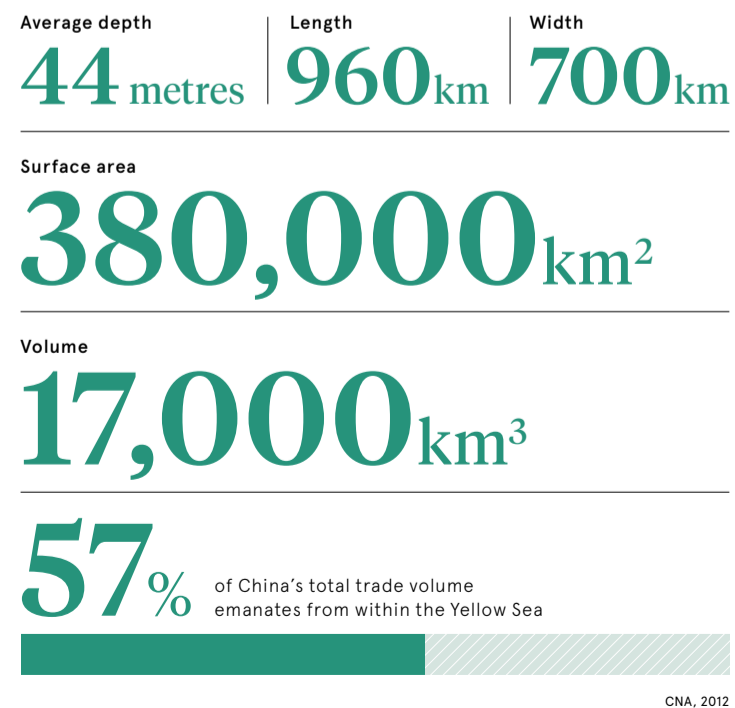 Average depth
44 metres
Length
960km
Width
700km
Surface area
380,000km²
Volume
17,000km³
57%
of China’s total trade volume
emanates from within the Yellow Sea
CNA, 2012